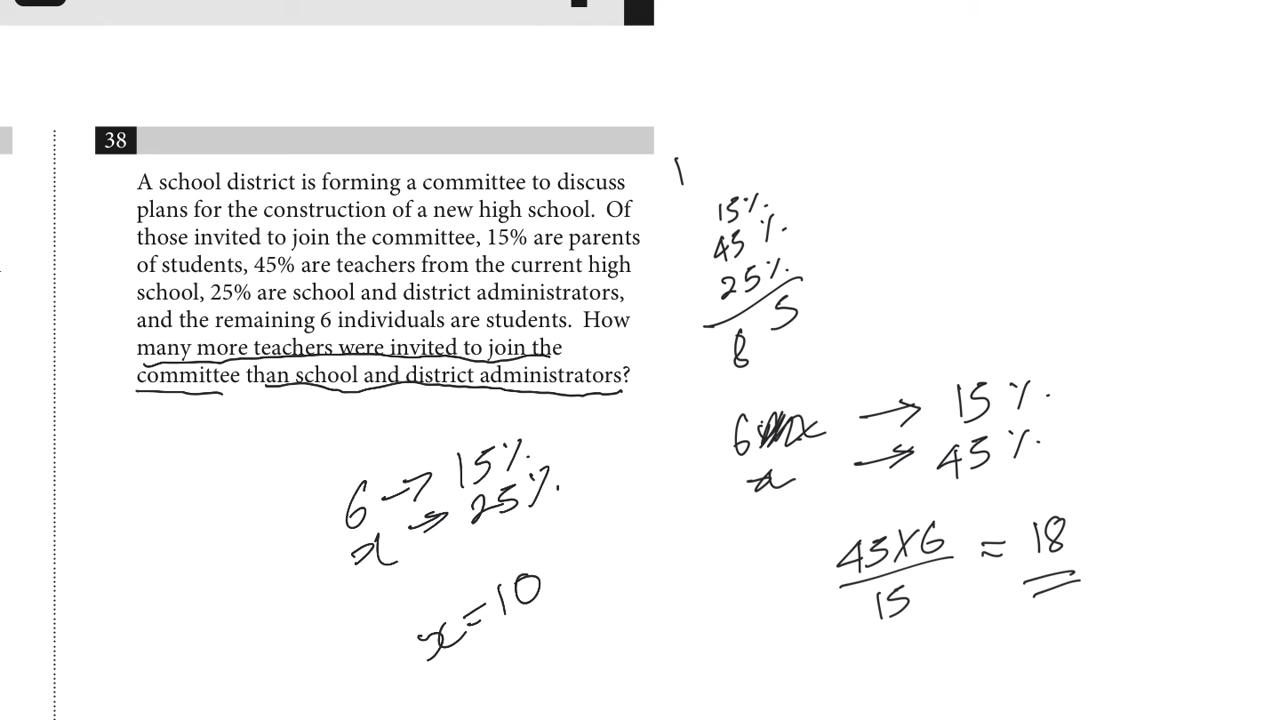 38
A school district is forming a committee to discuss
plans for the construction of a new high school. Of
those invited to join the committee, 15% are parents
of students, 45% are teachers from the current high
school, 25% are school and district administrators,
and the remaining 6 individuals are students. How
many more teachers were invited to join the
committee than school and district administrators?
6 → 15%
x → 25%
x = 10
15%
45%
25%
8 5
6 → 15%
x → 45%
45×6 / 15 = 18